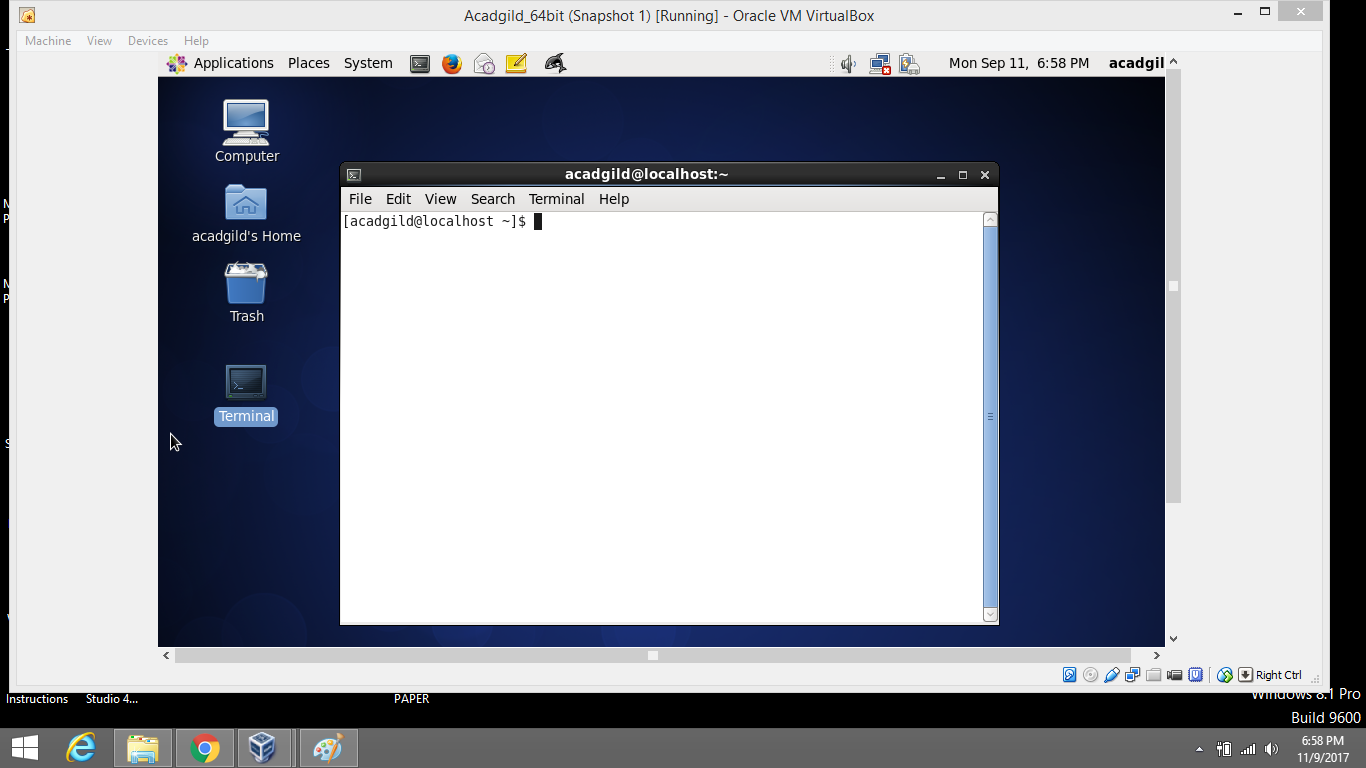 Acadgild_64bit (Snapshot 1) [Running] - Oracle VM VirtualBox
Machine View Devices Help
Applications Places System Mon Sep 11, 6:58 PM acadgil
Computer
acadgild@localhost:~
File Edit View Search Terminal Help
[acadgild@localhost ~]$
acadgild's Home
Trash
Terminal
Right Ctrl
Instructions Studio 4... PAPER
Windows 8.1 Pro
Build 9600
6:58 PM
11/9/2017